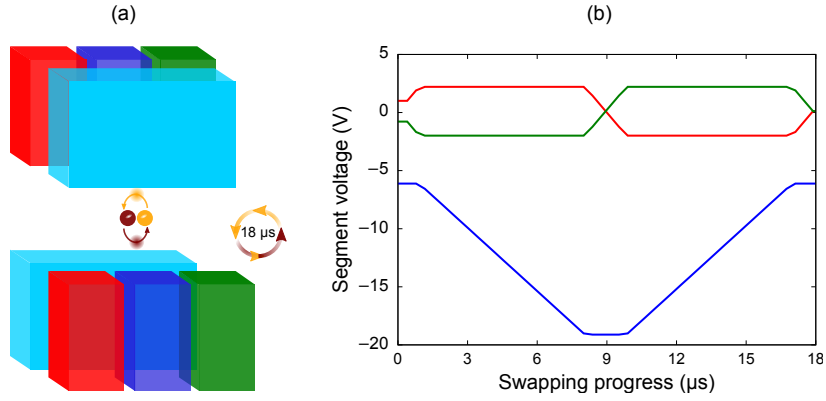 (a)
18 µs
(b)
Segment voltage (V)
5
0
–5
–10
–15
–20
0
3
6
9
12
15
18
Swapping progress (µs)